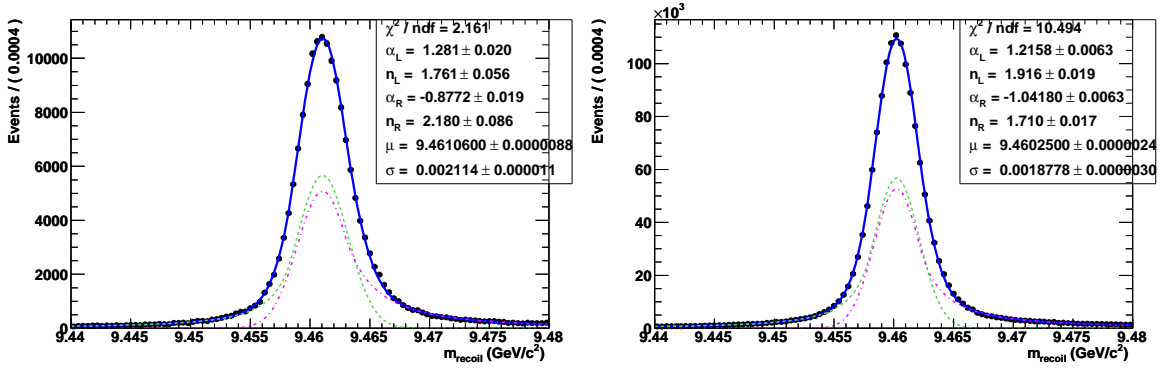 χ² / ndf = 2.161
α_L = 1.281 ± 0.020
n_L = 1.761 ± 0.056
α_R = -0.8772 ± 0.019
n_R = 2.180 ± 0.086
μ = 9.4610600 ± 0.0000088
σ = 0.002114 ± 0.000011
Events / ( 0.0004 )
10000
8000
6000
4000
2000
0
9.44 9.445 9.45 9.455 9.46 9.465 9.47 9.475 9.48
m_recoil (GeV/c²)
×10³
χ² / ndf = 10.494
α_L = 1.2158 ± 0.0063
n_L = 1.916 ± 0.019
α_R = -1.04180 ± 0.0063
n_R = 1.710 ± 0.017
μ = 9.4602500 ± 0.0000024
σ = 0.0018778 ± 0.0000030
Events / ( 0.0004 )
100
80
60
40
20
0
9.44 9.445 9.45 9.455 9.46 9.465 9.47 9.475 9.48
m_recoil (GeV/c²)